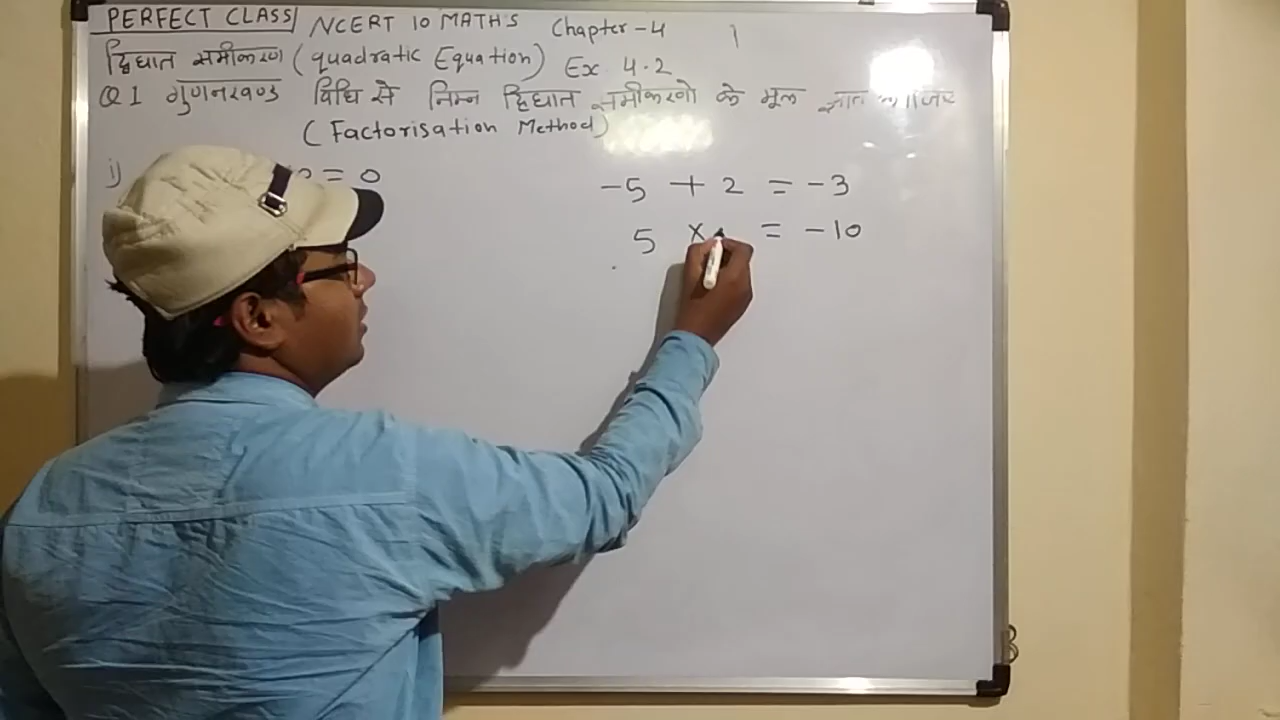 PERFECT CLASS NCERT 10 MATHS Chapter-4 1
द्विघात समीकरण (quadratic Equation) Ex 4.2
Q1 गुणनखण्ड विधि से निम्न द्विघात समीकरणो के मूल ज्ञात
(Factorisation Method)
i) = 0
-5 + 2 = -3
5 x = -10